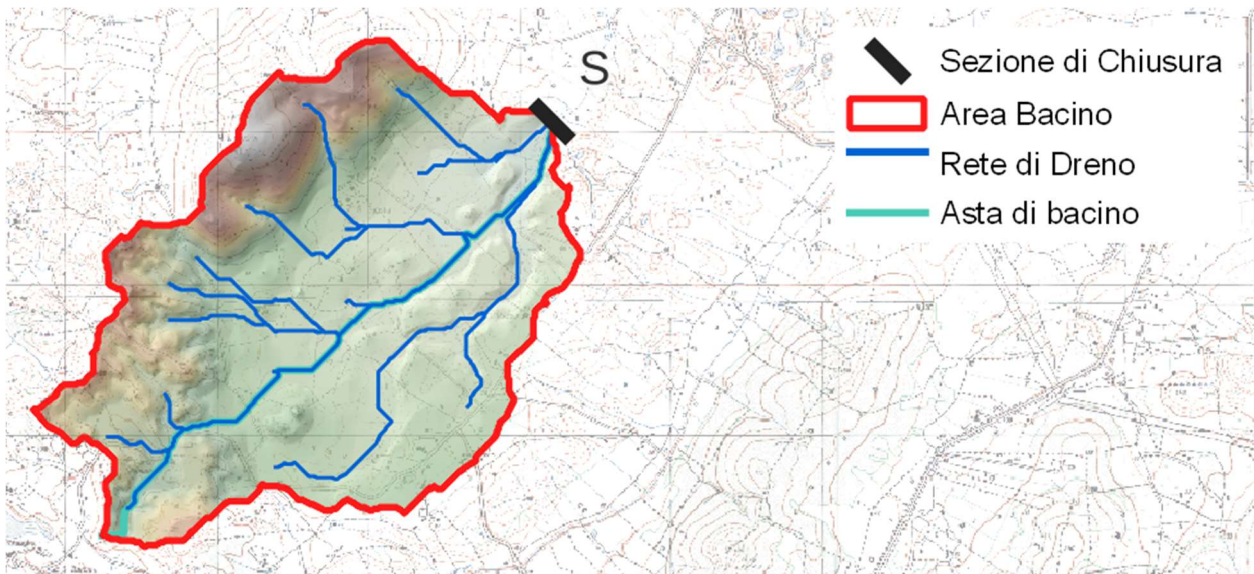 S
Sezione di Chiusura
Area Bacino
Rete di Dreno
Asta di bacino